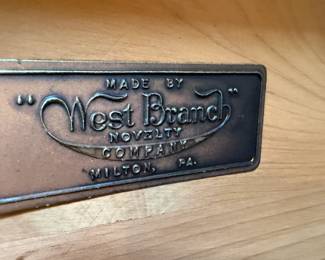 MADE BY
"West Branch"
NOVELTY
COMPANY
MILTON, PA.